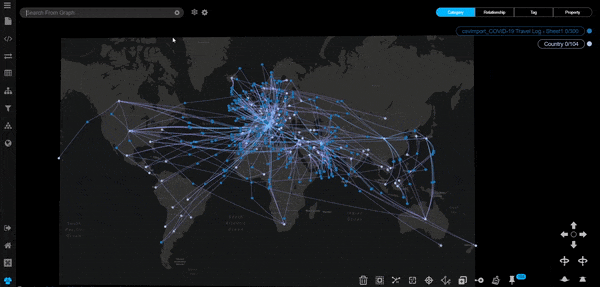 Search From Graph ...
Category
Relationship
Tag
Property
csvImport_COVID-19 Travel Log - Sheet1 0/300
Country 0/104